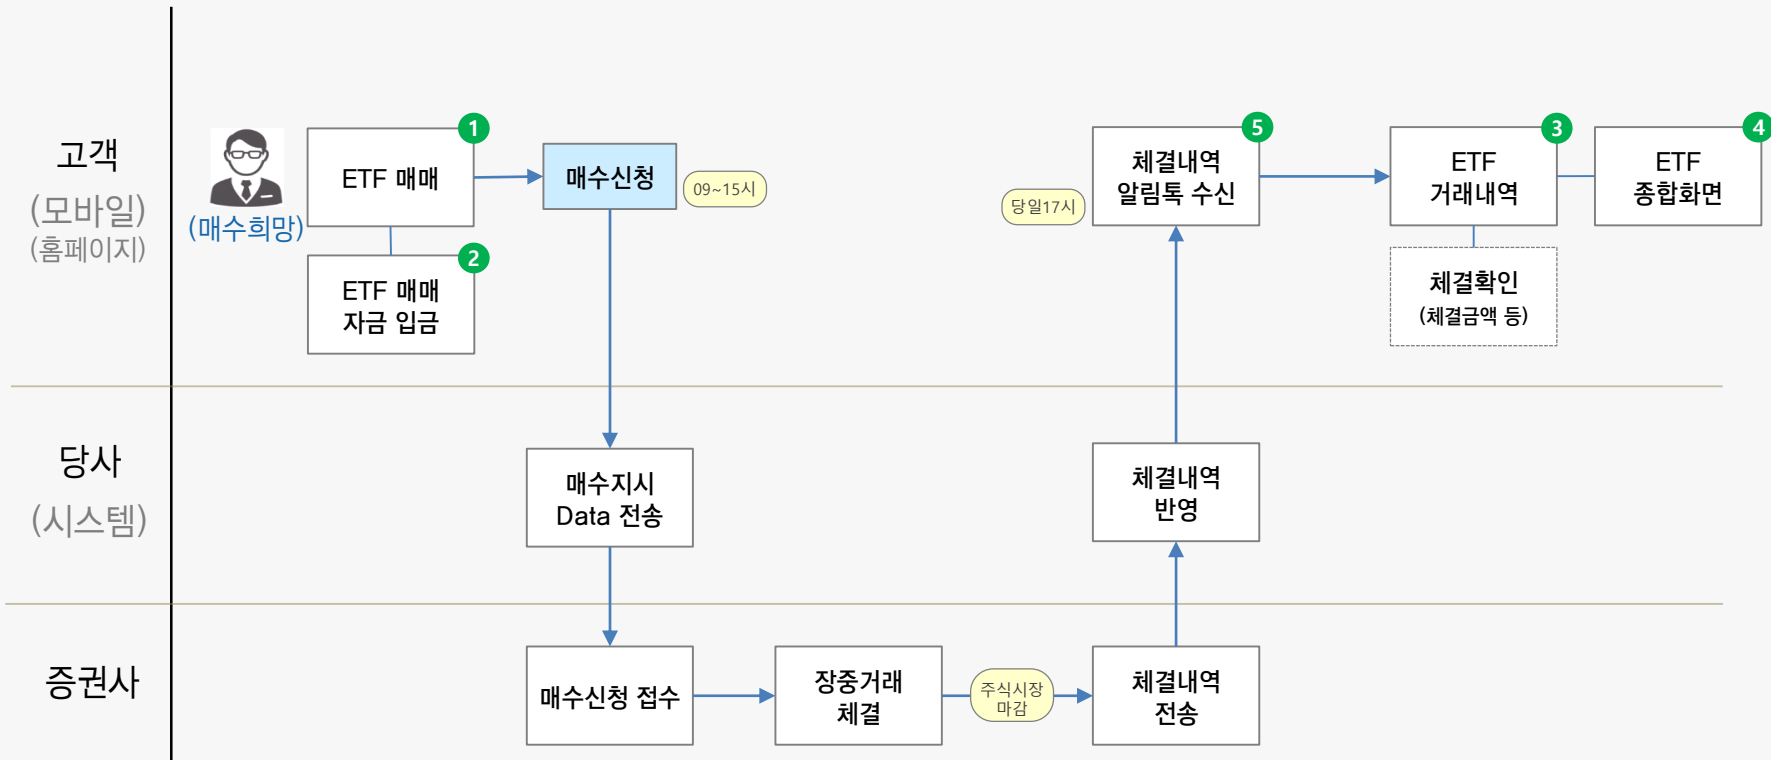 고객
(모바일)
(홈페이지)
(매수희망)
1
ETF 매매
2
ETF 매매
자금 입금
매수신청
09~15시
당일17시
5
체결내역
알림톡 수신
3
ETF
거래내역
4
ETF
종합화면
체결확인
(체결금액 등)
당사
(시스템)
매수지시
Data 전송
체결내역
반영
증권사
매수신청 접수
장중거래
체결
주식시장
마감
체결내역
전송